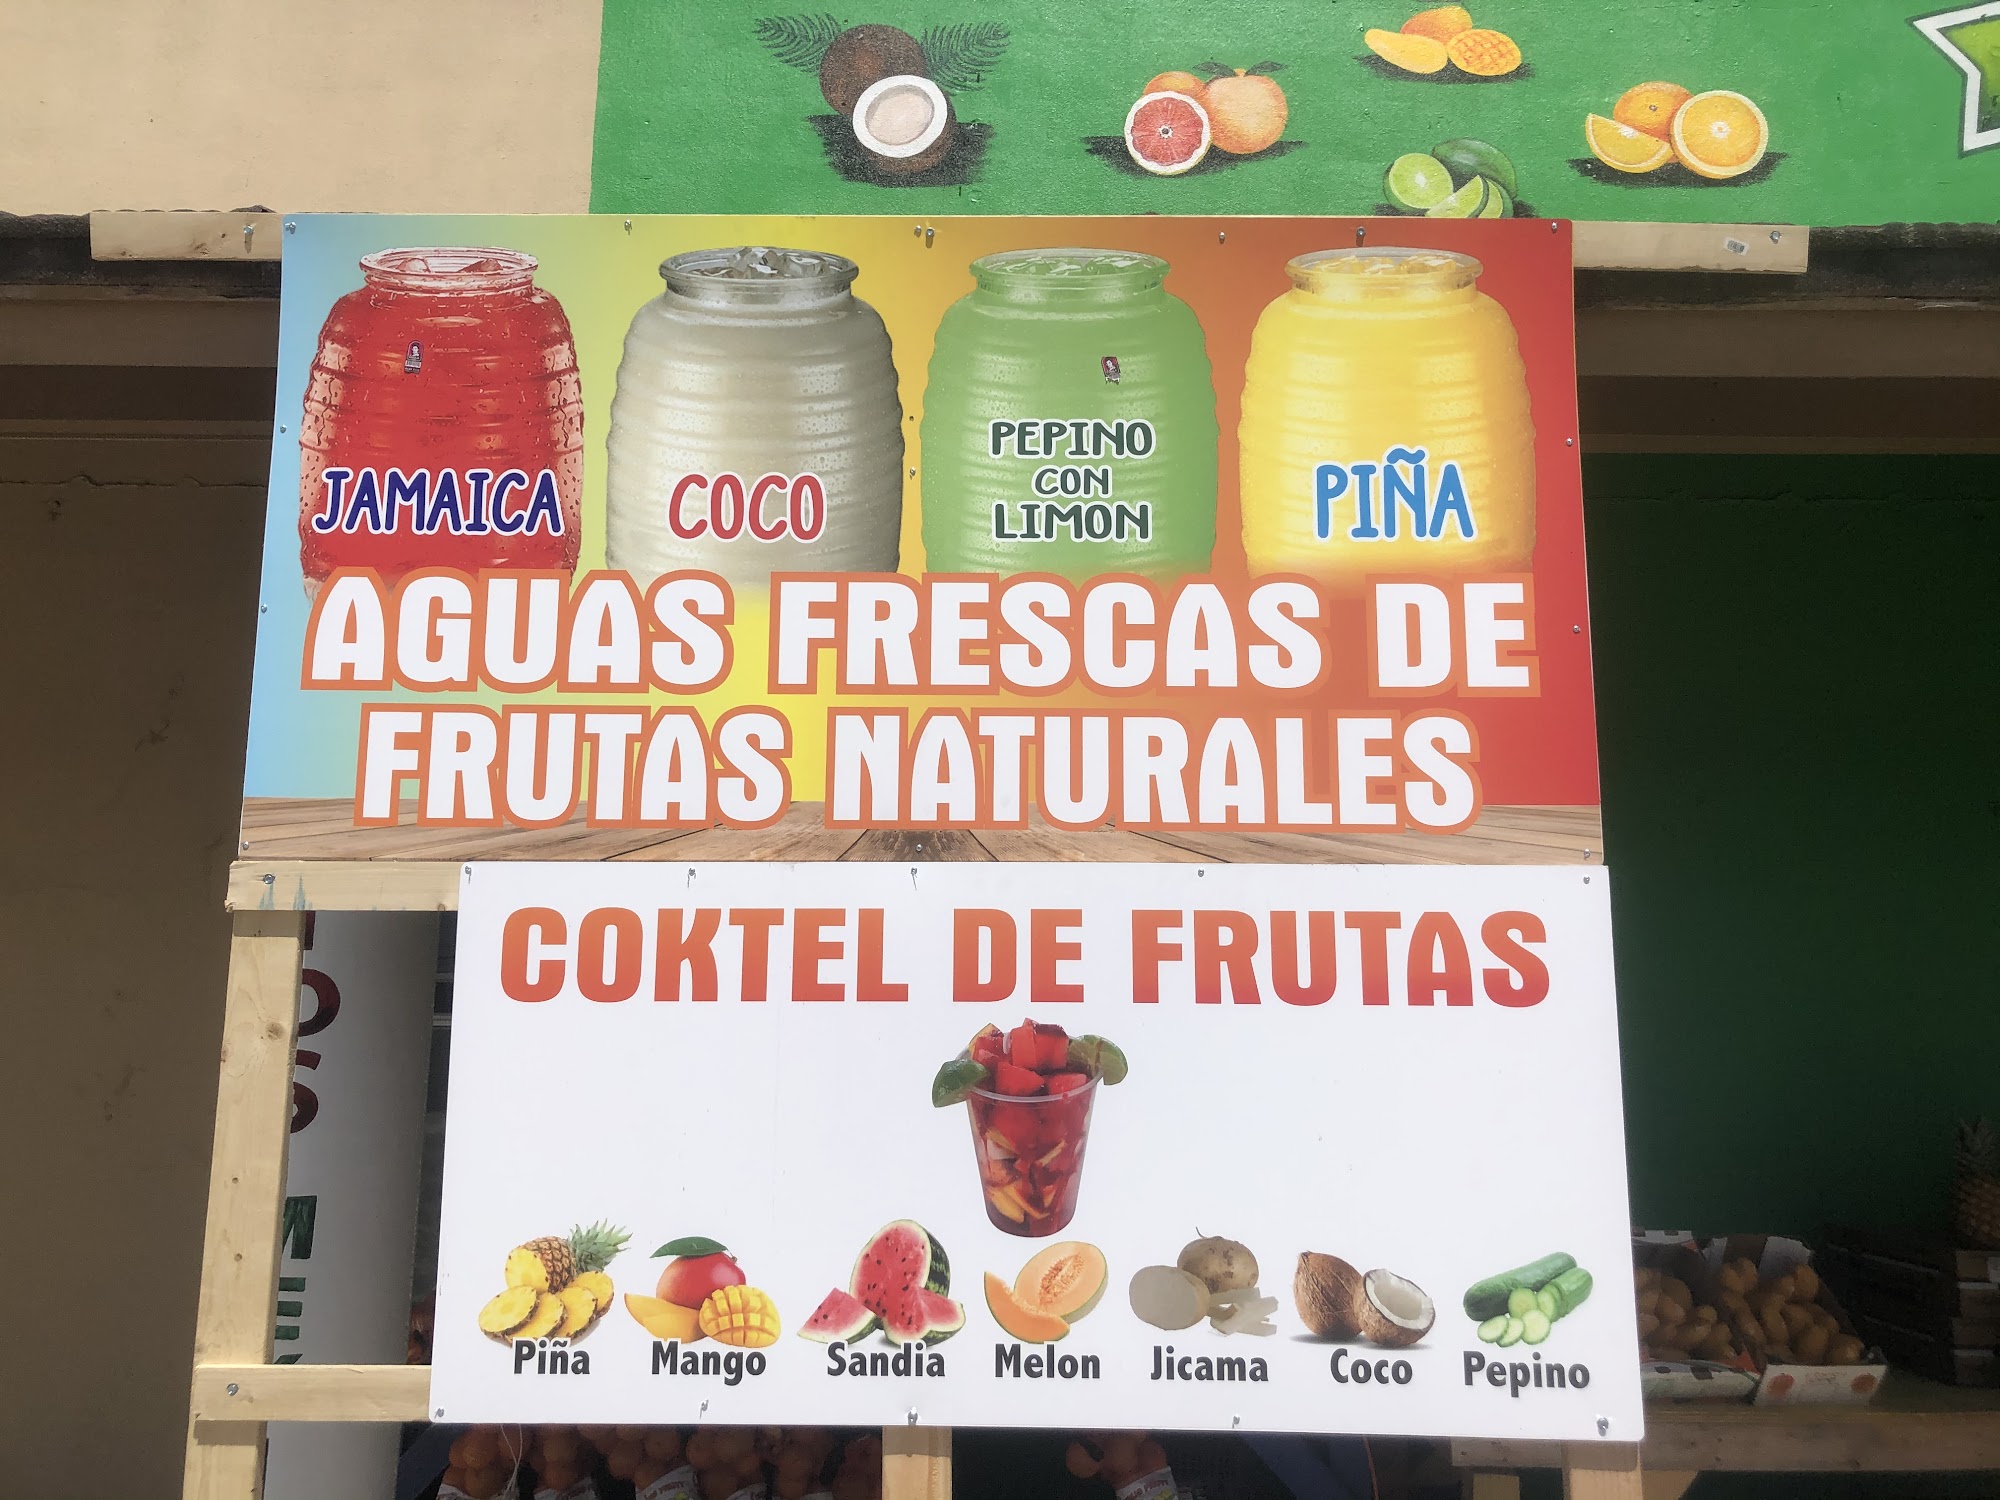 JAMAICA
COCO
PEPINO
CON
LIMON
PIÑA
AGUAS FRESCAS DE
FRUTAS NATURALES
COKTEL DE FRUTAS
Piña
Mango
Sandia
Melon
Jicama
Coco
Pepino